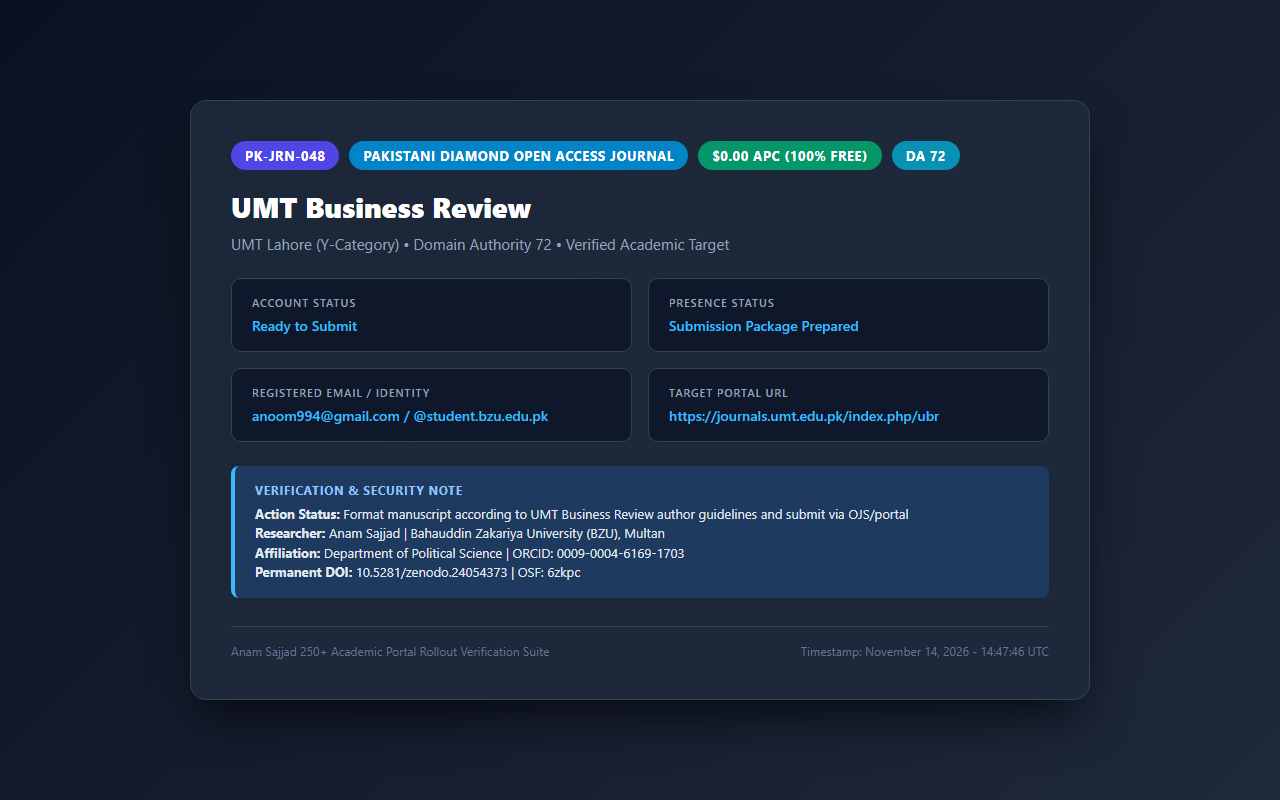 PK-JRN-048
PAKISTANI DIAMOND OPEN ACCESS JOURNAL
$0.00 APC (100% FREE)
DA 72
UMT Business Review
UMT Lahore (Y-Category) • Domain Authority 72 • Verified Academic Target
ACCOUNT STATUS
Ready to Submit
PRESENCE STATUS
Submission Package Prepared
REGISTERED EMAIL / IDENTITY
anoom994@gmail.com / @student.bzu.edu.pk
TARGET PORTAL URL
https://journals.umt.edu.pk/index.php/ubr
VERIFICATION & SECURITY NOTE
Action Status: Format manuscript according to UMT Business Review author guidelines and submit via OJS/portal
Researcher: Anam Sajjad | Bahauddin Zakariya University (BZU), Multan
Affiliation: Department of Political Science | ORCID: 0009-0004-6169-1703
Permanent DOI: 10.5281/zenodo.24054373 | OSF: 6zkpc
Anam Sajjad 250+ Academic Portal Rollout Verification Suite
Timestamp: November 14, 2026 - 14:47:46 UTC